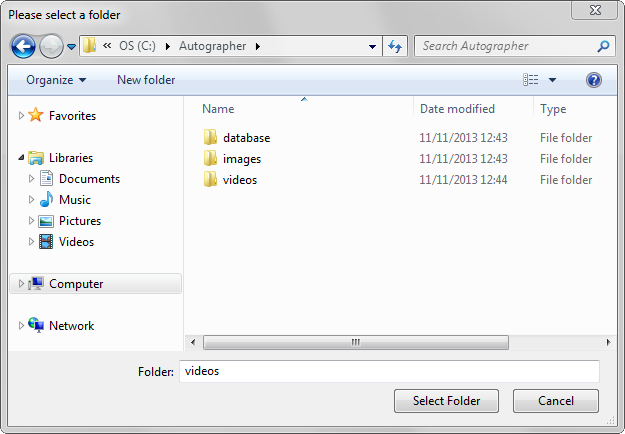 Please select a folder
« OS (C:) Autographer
Search Autographer
Organize New folder
Name Date modified Type
Favorites
Libraries
Documents
Music
Pictures
Videos
Computer
Network
database 11/11/2013 12:43 File folder
images 11/11/2013 12:43 File folder
videos 11/11/2013 12:44 File folder
Folder: videos
Select Folder Cancel